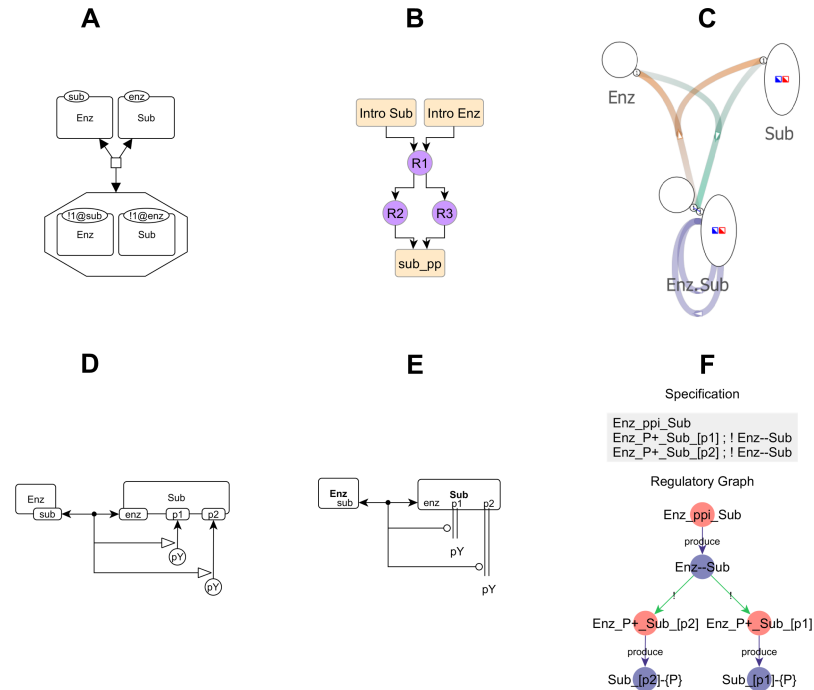 A
B
C
sub
enz
Enz
Sub
!1@sub
!1@enz
Enz
Sub
Intro Sub
Intro Enz
R1
R2
R3
sub_pp
Enz
Sub
Enz.Sub
D
E
F
Enz
sub
Sub
enz
p1
p2
pY
pY
Enz
sub
Sub
enz
p1
p2
pY
pY
Specification
Enz_ppi_Sub
Enz_P+_Sub_[p1] ; ! Enz--Sub
Enz_P+_Sub_[p2] ; ! Enz--Sub
Regulatory Graph
Enz_ppi_Sub
produce
Enz--Sub
!
!
Enz_P+_Sub_[p2]
Enz_P+_Sub_[p1]
produce
produce
Sub_[p2]-{P}
Sub_[p1]-{P}